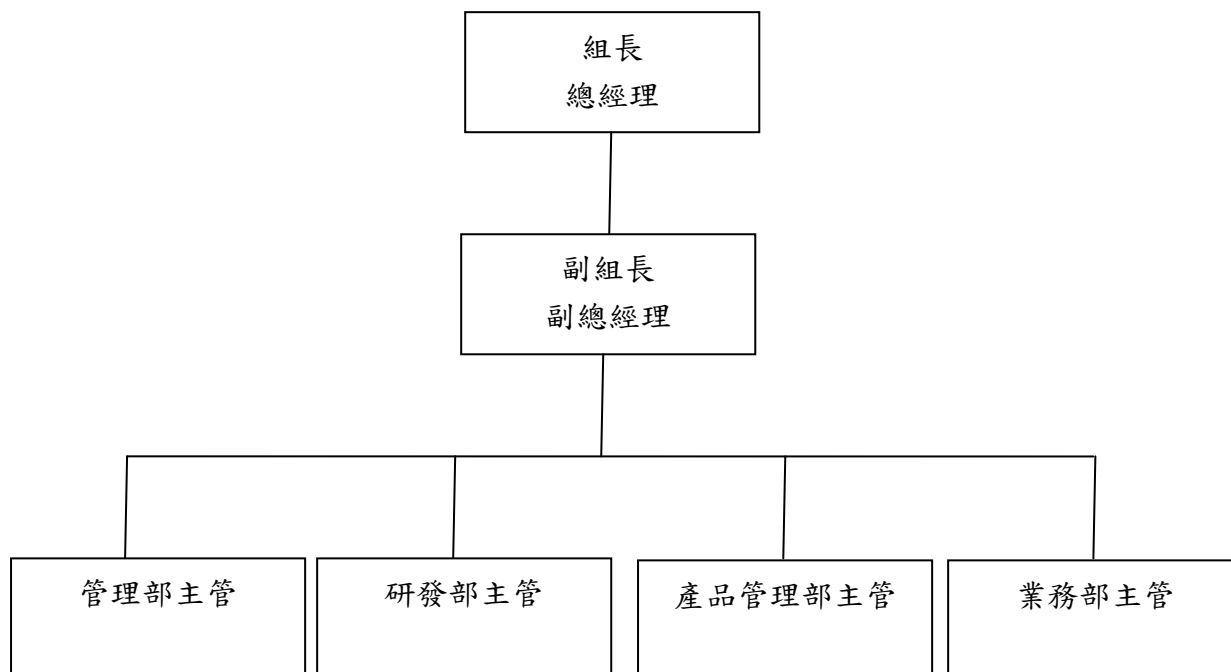 組長
總經理
副組長
副總經理
管理部主管
研發部主管
產品管理部主管
業務部主管